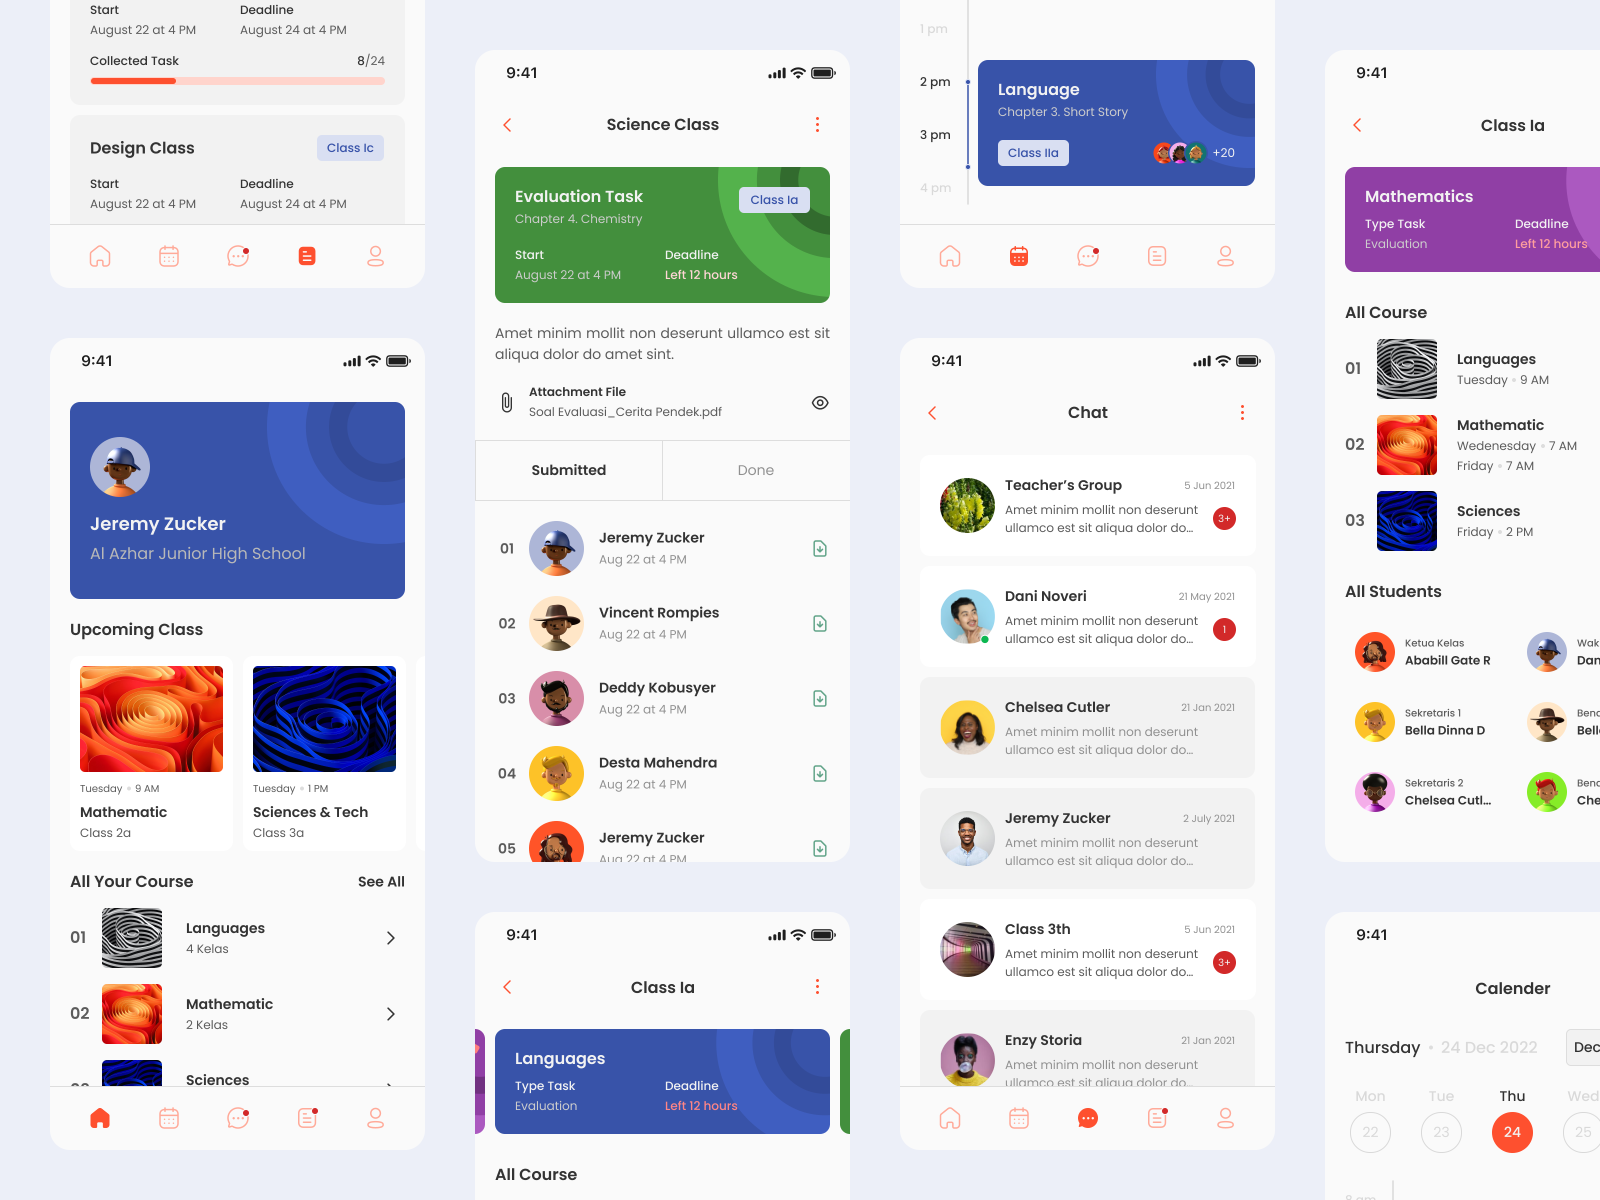 Start
Deadline
August 22 at 4 PM
August 24 at 4 PM
Collected Task
8/24
Design Class
Class Ic
Start
Deadline
August 22 at 4 PM
August 24 at 4 PM
9:41
Jeremy Zucker
Al Azhar Junior High School
Upcoming Class
Tuesday • 9 AM
Mathematic
Class 2a
Tuesday • 1 PM
Sciences & Tech
Class 3a
All Your Course
See All
01
Languages
4 Kelas
02
Mathematic
2 Kelas
Sciences
9:41
Science Class
Evaluation Task
Class Ia
Chapter 4. Chemistry
Start
Deadline
August 22 at 4 PM
Left 12 hours
Amet minim mollit non deserunt ullamco est sit
aliqua dolor do amet sint.
Attachment File
Soal Evaluasi_Cerita Pendek.pdf
Submitted
Done
01
Jeremy Zucker
Aug 22 at 4 PM
02
Vincent Rompies
Aug 22 at 4 PM
03
Deddy Kobusyer
Aug 22 at 4 PM
04
Desta Mahendra
Aug 22 at 4 PM
05
Jeremy Zucker
Aug 22 at 4 PM
9:41
Class Ia
Languages
Type Task
Deadline
Evaluation
Left 12 hours
All Course
1 pm
2 pm
3 pm
4 pm
Language
Chapter 3. Short Story
Class IIa
+20
9:41
Chat
Teacher’s Group
5 Jun 2021
Amet minim mollit non deserunt
ullamco est sit aliqua dolor do...
3+
Dani Noveri
21 May 2021
Amet minim mollit non deserunt
ullamco est sit aliqua dolor do...
1
Chelsea Cutler
21 Jan 2021
Amet minim mollit non deserunt
ullamco est sit aliqua dolor do...
Jeremy Zucker
2 July 2021
Amet minim mollit non deserunt
ullamco est sit aliqua dolor do...
Class 3th
5 Jun 2021
Amet minim mollit non deserunt
ullamco est sit aliqua dolor do...
3+
Enzy Storia
21 Jan 2021
Amet minim mollit non deserunt
ullamco est sit aliqua dolor do...
9:41
Class Ia
Mathematics
Type Task
Deadline
Evaluation
Left 12 hours
All Course
01
Languages
Tuesday • 9 AM
02
Mathematic
Wedenesday • 7 AM
Friday • 7 AM
03
Sciences
Friday • 2 PM
All Students
Ketua Kelas
Ababill Gate R
Wak
Dan
Sekretaris 1
Bella Dinna D
Benc
Bell
Sekretaris 2
Chelsea Cutl...
Benc
Che
9:41
Calender
Thursday • 24 Dec 2022
Dec
Mon
Tue
Thu
Wed
22
23
24
25
8 am